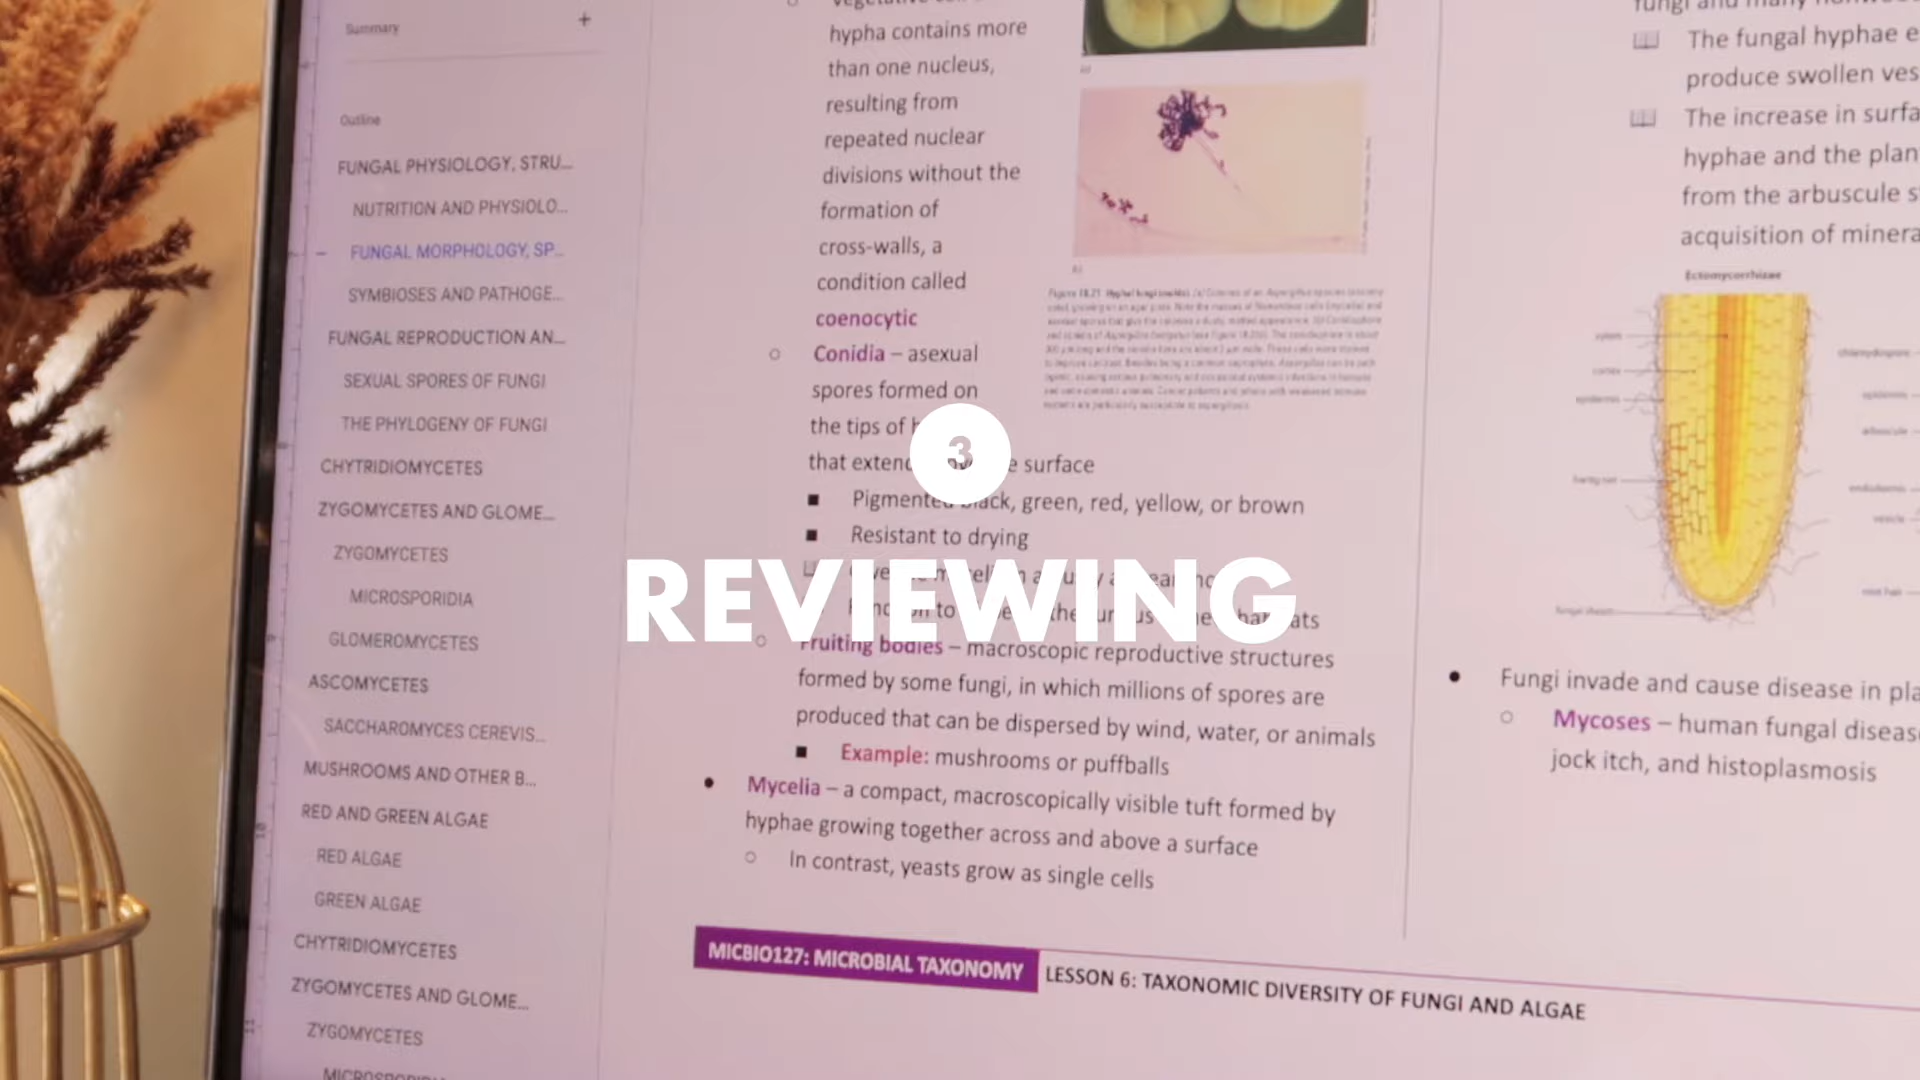 Summary
+
Outline
FUNGAL PHYSIOLOGY, STRU...
NUTRITION AND PHYSIOLO...
FUNGAL MORPHOLOGY, SP...
SYMBIOSES AND PATHOGE...
FUNGAL REPRODUCTION AN...
SEXUAL SPORES OF FUNGI
THE PHYLOGENY OF FUNGI
CHYTRIDIOMYCETES
ZYGOMYCETES AND GLOME...
ZYGOMYCETES
MICROSPORIDIA
GLOMEROMYCETES
ASCOMYCETES
SACCHAROMYCES CEREVIS...
MUSHROOMS AND OTHER B...
RED AND GREEN ALGAE
RED ALGAE
GREEN ALGAE
CHYTRIDIOMYCETES
ZYGOMYCETES AND GLOME...
ZYGOMYCETES
hypha contains more
than one nucleus,
resulting from
repeated nuclear
divisions without the
formation of
cross-walls, a
condition called
coenocytic
Conidia – asexual
spores formed on
the tips of
that extend surface
Pigmented black, green, red, yellow, or brown
Resistant to drying
Fruiting bodies – macroscopic reproductive structures
formed by some fungi, in which millions of spores are
produced that can be dispersed by wind, water, or animals
Example: mushrooms or puffballs
Mycelia – a compact, macroscopically visible tuft formed by
hyphae growing together across and above a surface
In contrast, yeasts grow as single cells
3
REVIEWING
The fungal hyphae e
produce swollen ves
The increase in surfa
hyphae and the plan
from the arbuscule s
acquisition of minera
Ectomycorrhizae
xylem
cortex
epidermis
Fungi invade and cause disease in pla
Mycoses – human fungal diseas
jock itch, and histoplasmosis
MICBIO127: MICROBIAL TAXONOMY LESSON 6: TAXONOMIC DIVERSITY OF FUNGI AND ALGAE